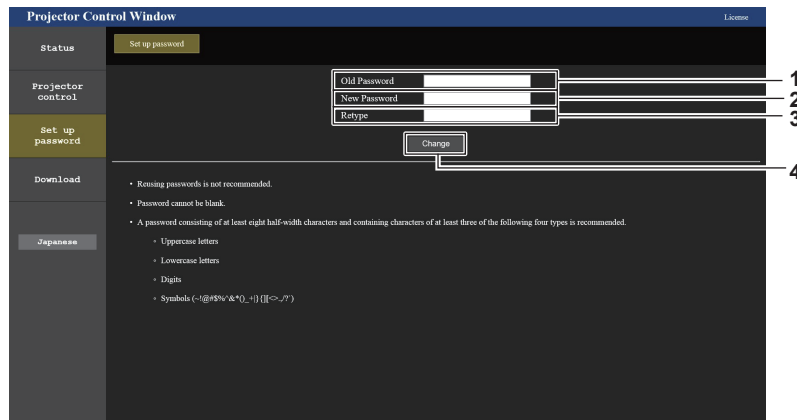 Projector Control Window
License
Status
Set up password
Projector
control
Set up
password
Download
Japanese
Old Password
1
New Password
2
Retype
3
Change
4
• Reusing passwords is not recommended.
• Password cannot be blank.
• A password consisting of at least eight half-width characters and containing characters of at least three of the following four types is recommended.
◦ Uppercase letters
◦ Lowercase letters
◦ Digits
◦ Symbols (~!@#$%^&*()_+|}{][<>.,/?`)